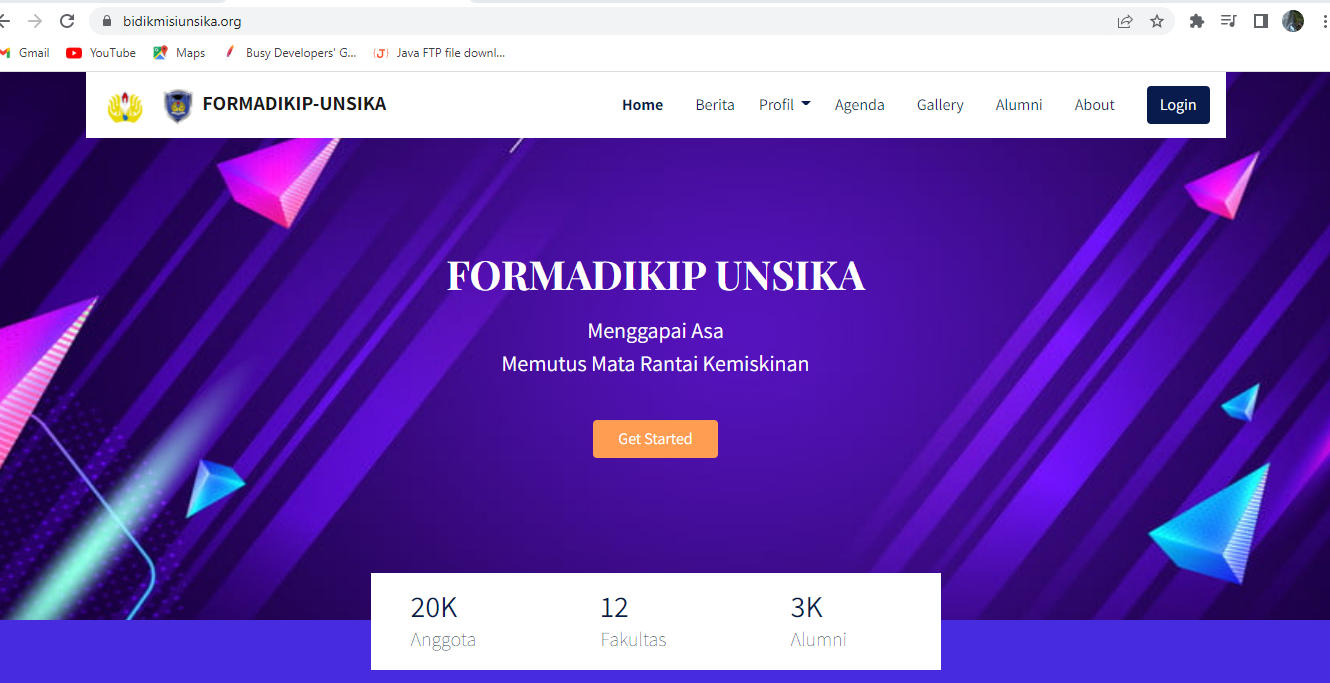 bidikmisiunsika.org
Gmail YouTube Maps Busy Developers' G... Java FTP file downl...
FORMADIKIP-UNSIKA Home Berita Profil Agenda Gallery Alumni About Login
FORMADIKIP UNSIKA
Menggapai Asa
Memutus Mata Rantai Kemiskinan
Get Started
20K 12 3K
Anggota Fakultas Alumni